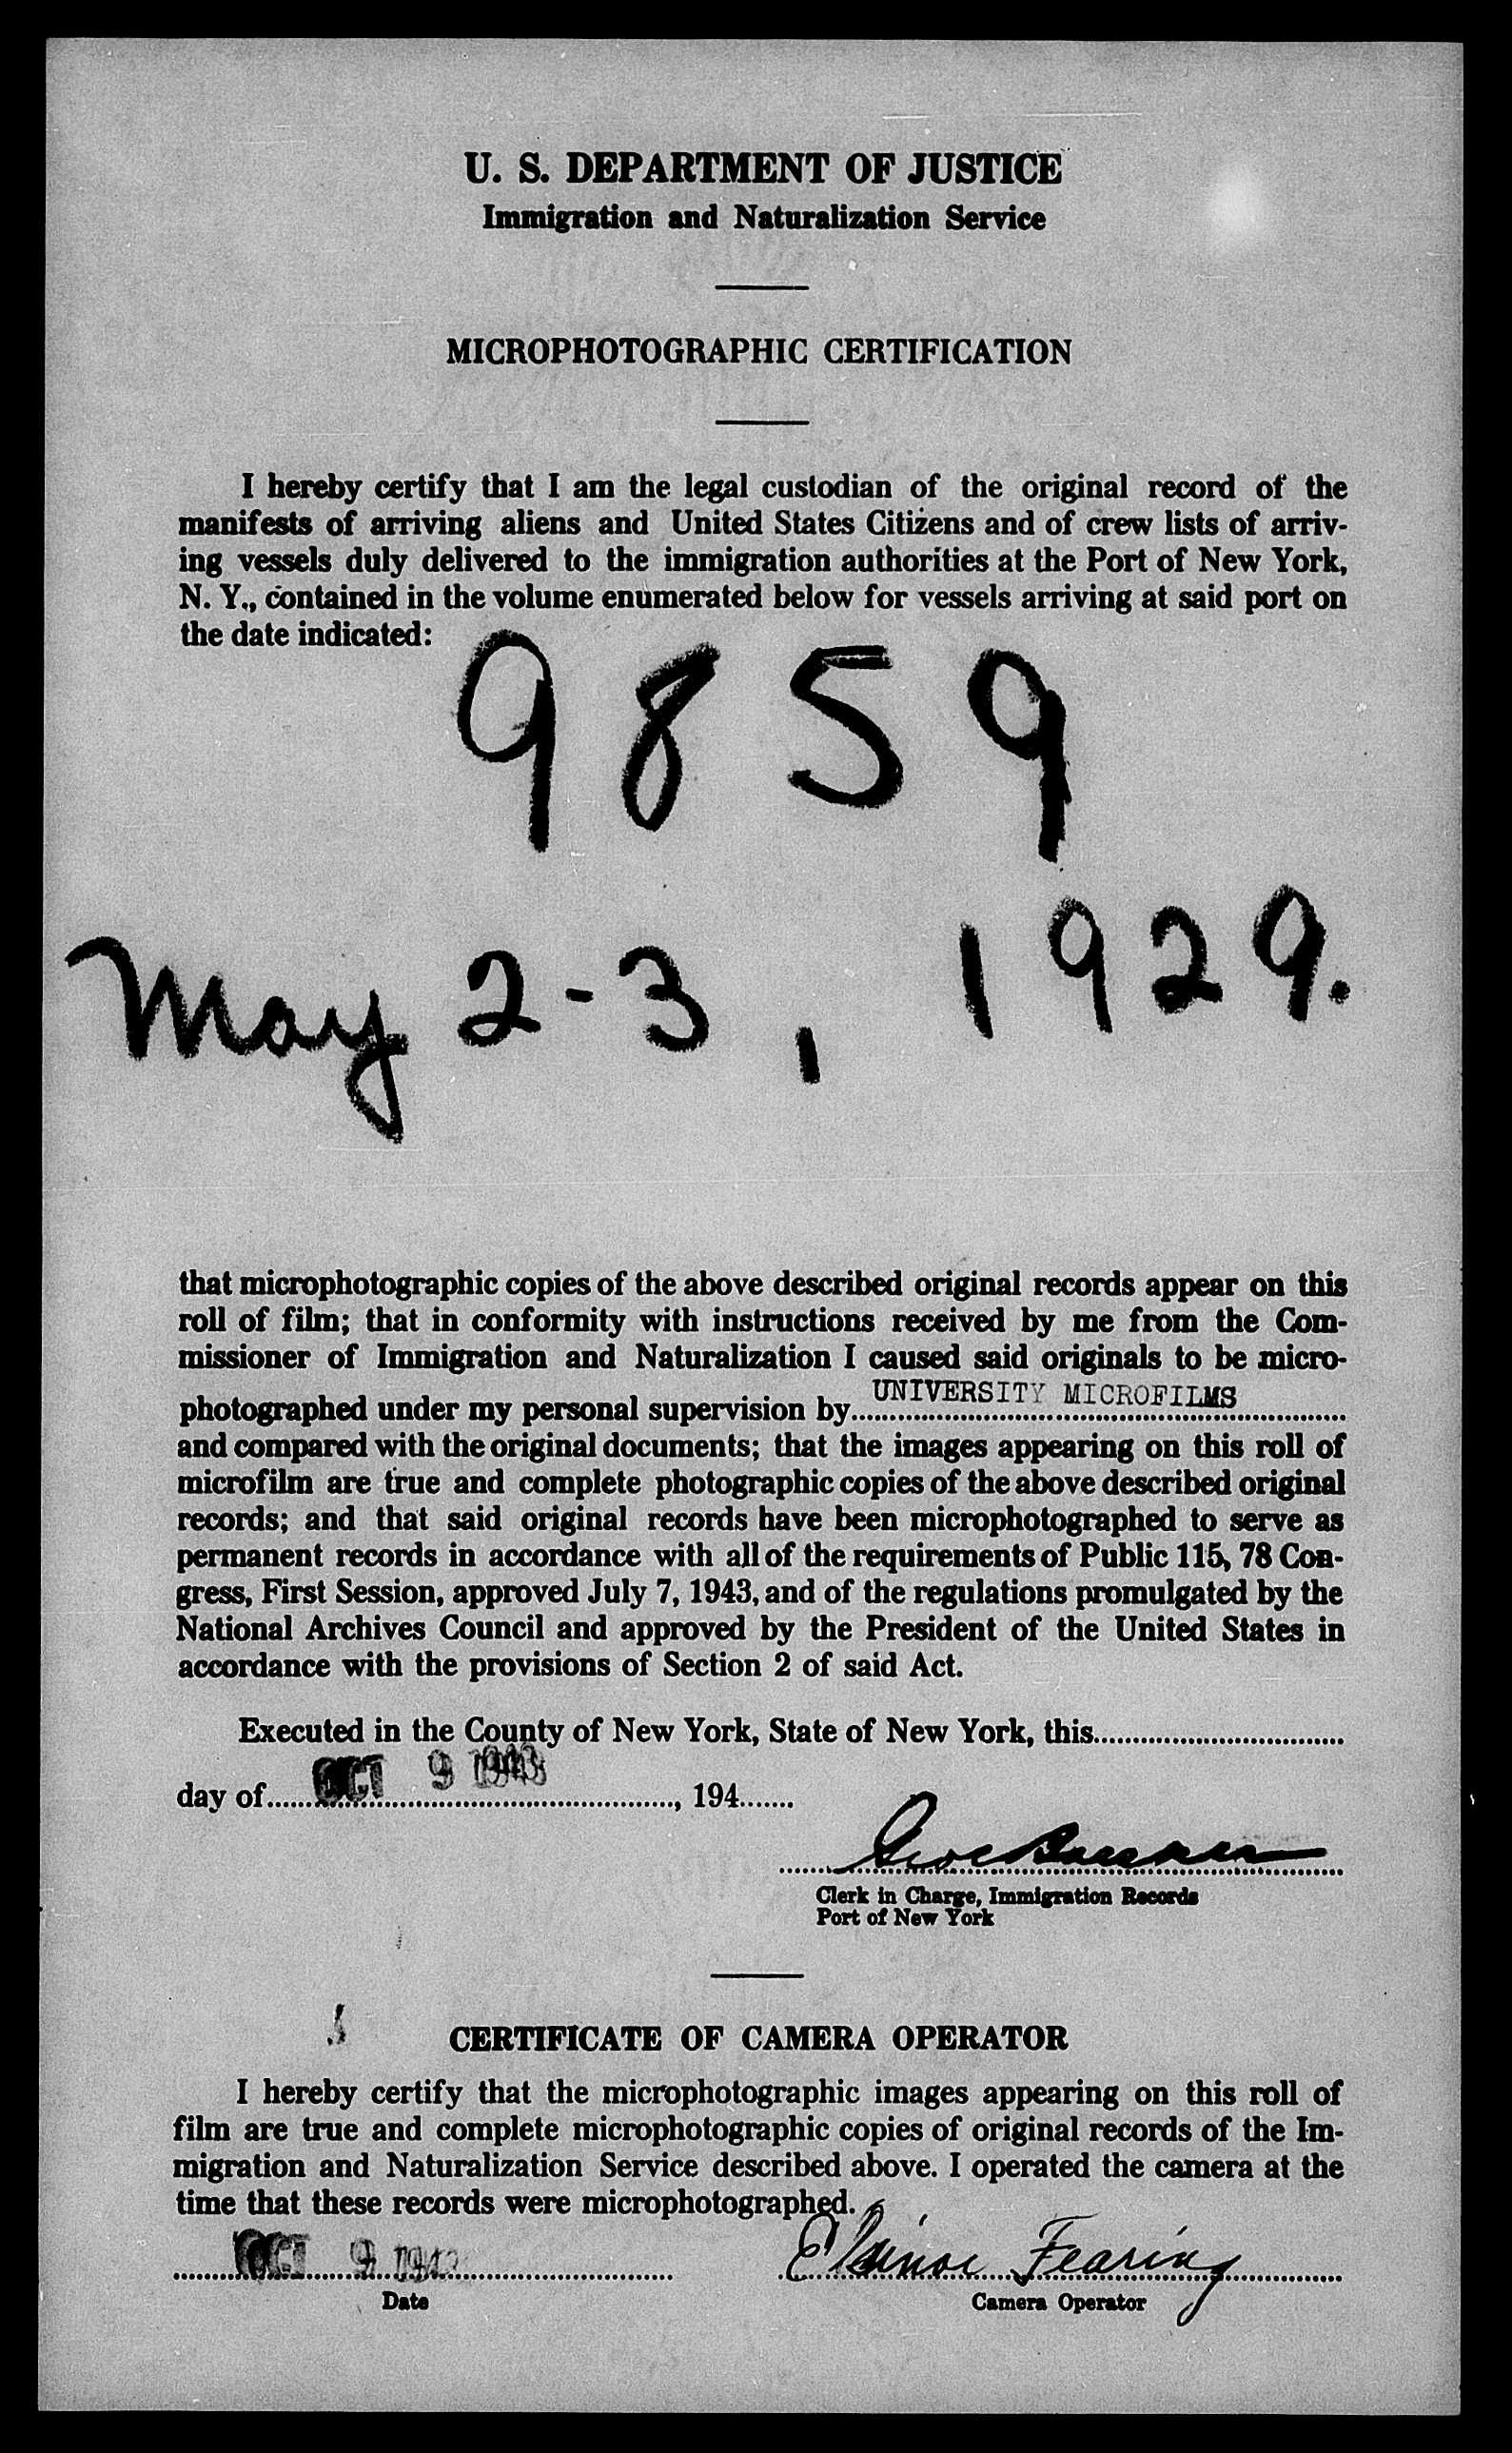 U. S. DEPARTMENT OF JUSTICE
Immigration and Naturalization Service
MICROPHOTOGRAPHIC CERTIFICATION
I hereby certify that I am the legal custodian of the original record of the
manifests of arriving aliens and United States Citizens and of crew lists of arriv-
ing vessels duly delivered to the immigration authorities at the Port of New York,
N. Y., contained in the volume enumerated below for vessels arriving at said port on
the date indicated:
9859
May 2-3, 1929.
that microphotographic copies of the above described original records appear on this
roll of film; that in conformity with instructions received by me from the Com-
missioner of Immigration and Naturalization I caused said originals to be micro-
photographed under my personal supervision by UNIVERSITY MICROFILMS
and compared with the original documents; that the images appearing on this roll of
microfilm are true and complete photographic copies of the above described original
records; and that said original records have been microphotographed to serve as
permanent records in accordance with all of the requirements of Public 115, 78 Con-
gress, First Session, approved July 7, 1943, and of the regulations promulgated by the
National Archives Council and approved by the President of the United States in
accordance with the provisions of Section 2 of said Act.
Executed in the County of New York, State of New York, this
day of OCT 9 1943, 194
Clerk in Charge, Immigration Records
Port of New York
CERTIFICATE OF CAMERA OPERATOR
I hereby certify that the microphotographic images appearing on this roll of
film are true and complete microphotographic copies of original records of the Im-
migration and Naturalization Service described above. I operated the camera at the
time that these records were microphotographed.
OCT 9 1943 Elainor Fearing
Date Camera Operator